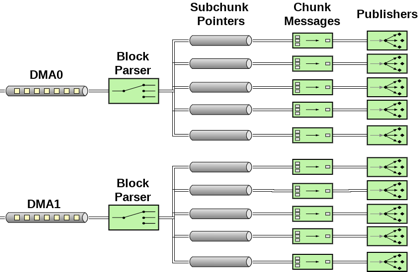 Subchunk
Pointers
Chunk
Messages
Publishers
DMA0
Block
Parser
DMA1
Block
Parser